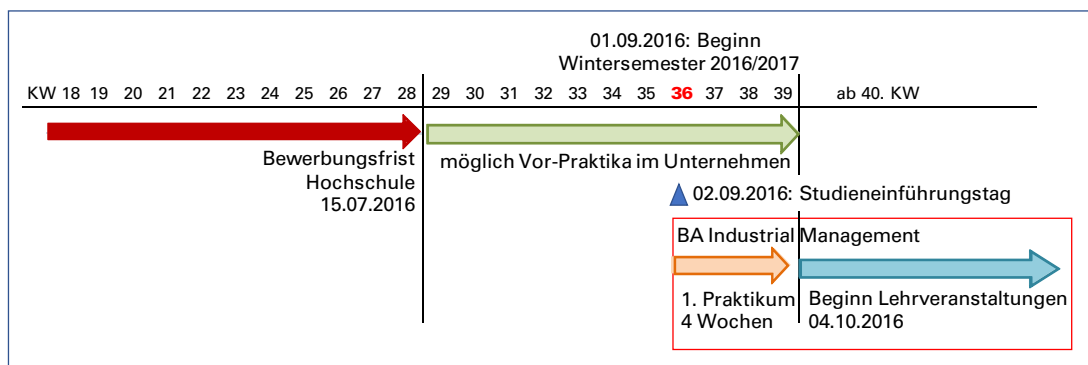 01.09.2016: Beginn
Wintersemester 2016/2017
KW 18 19 20 21 22 23 24 25 26 27 28 29 30 31 32 33 34 35 36 37 38 39 ab 40. KW
Bewerbungsfrist
Hochschule
15.07.2016
möglich Vor-Praktika im Unternehmen
02.09.2016: Studieneinführungstag
BA Industrial Management
1. Praktikum
4 Wochen
Beginn Lehrveranstaltungen
04.10.2016